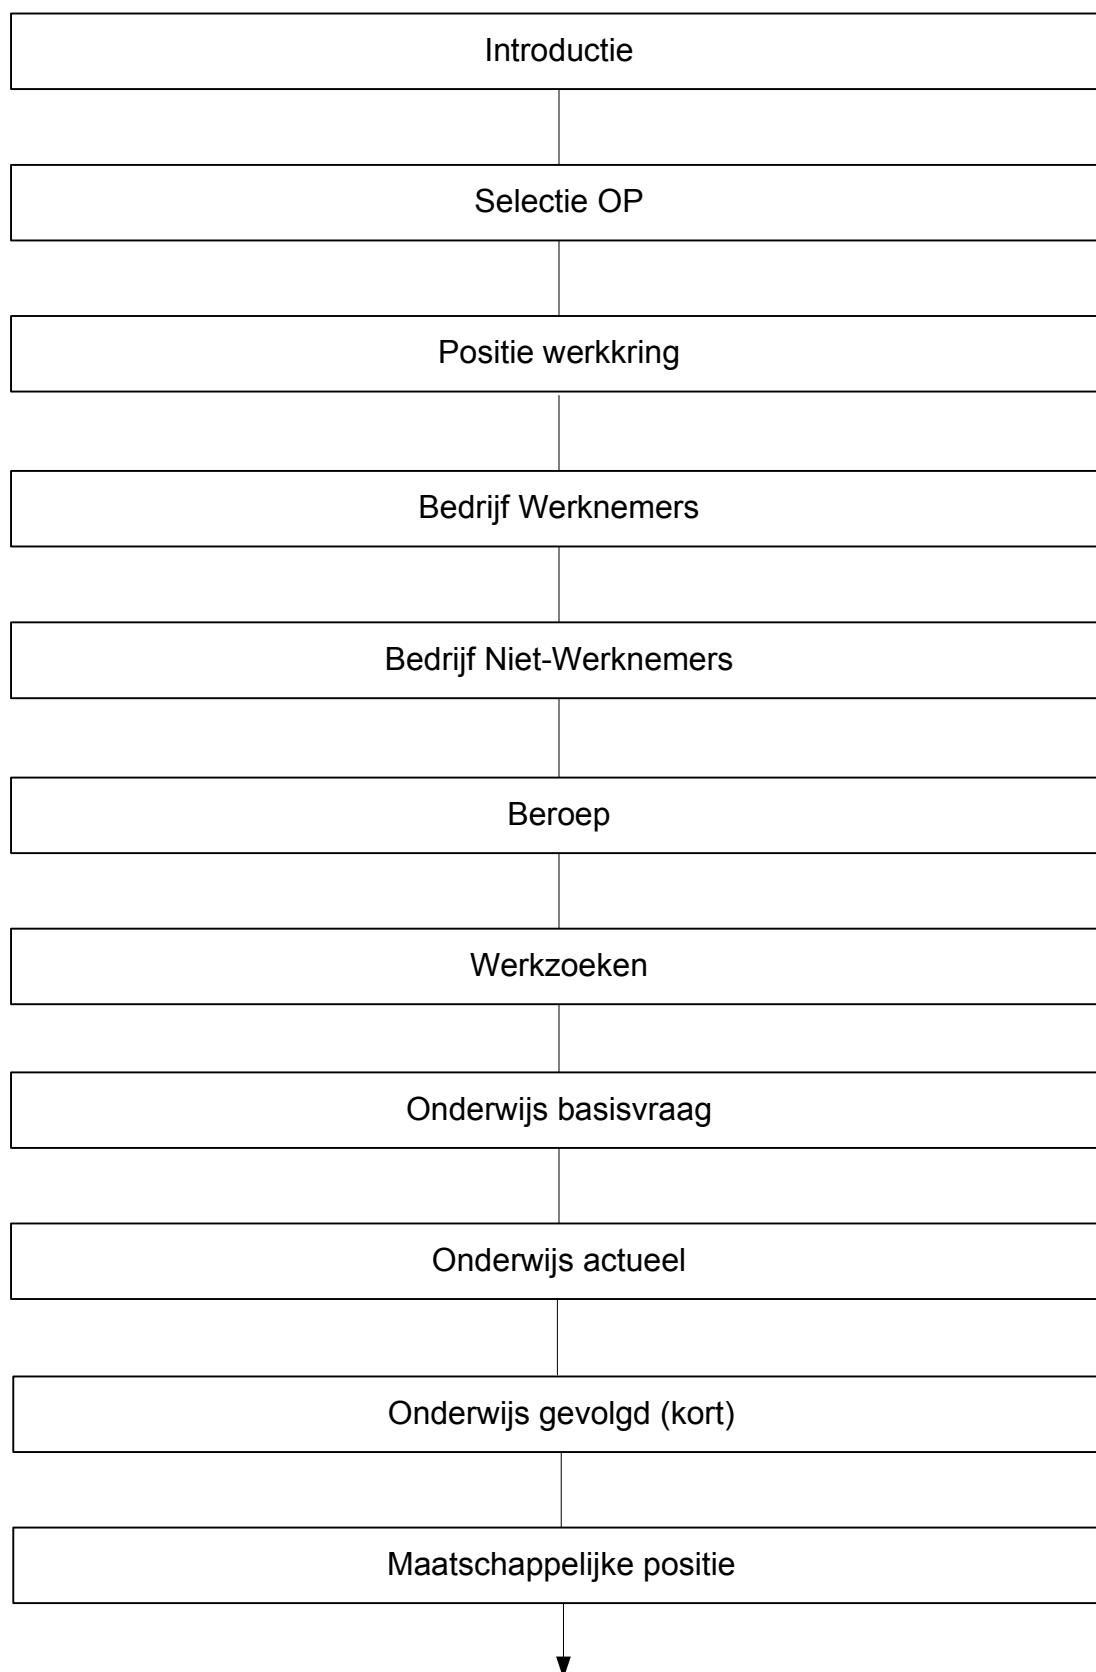 Introductie
Selectie OP
Positie werkkring
Bedrijf Werknemers
Bedrijf Niet-Werknemers
Beroep
Werkzoeken
Onderwijs basisvraag
Onderwijs actueel
Onderwijs gevolgd (kort)
Maatschappelijke positie